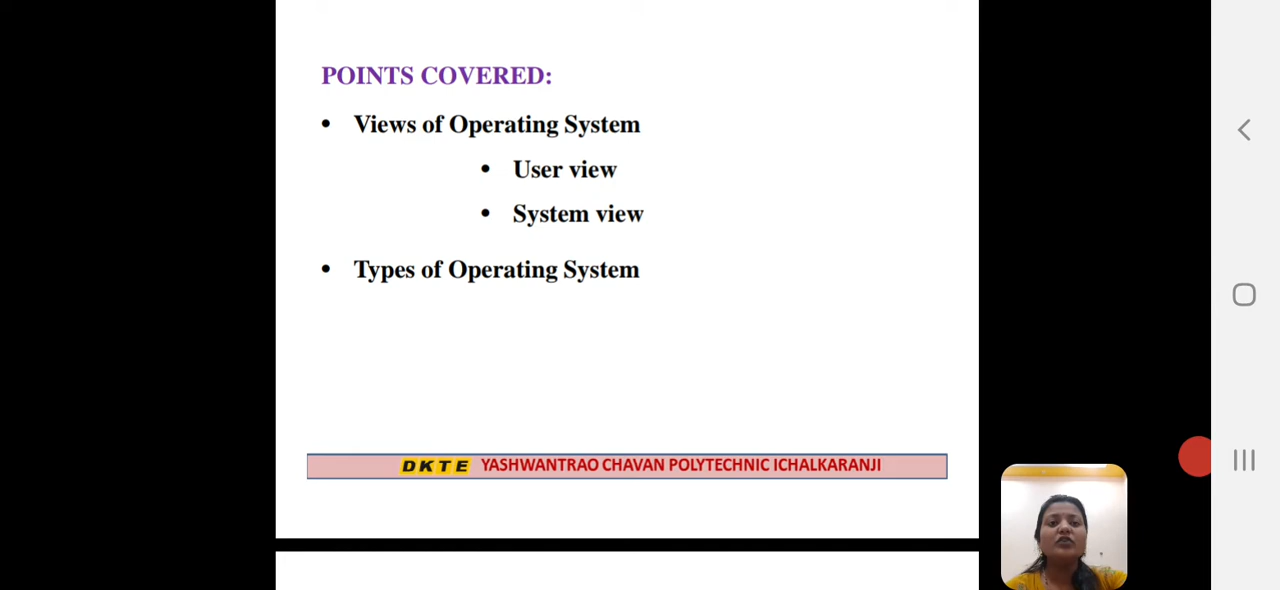 POINTS COVERED:
• Views of Operating System
• User view
• System view
• Types of Operating System
DKTE YASHWANTRAO CHAVAN POLYTECHNIC ICHALKARANJI